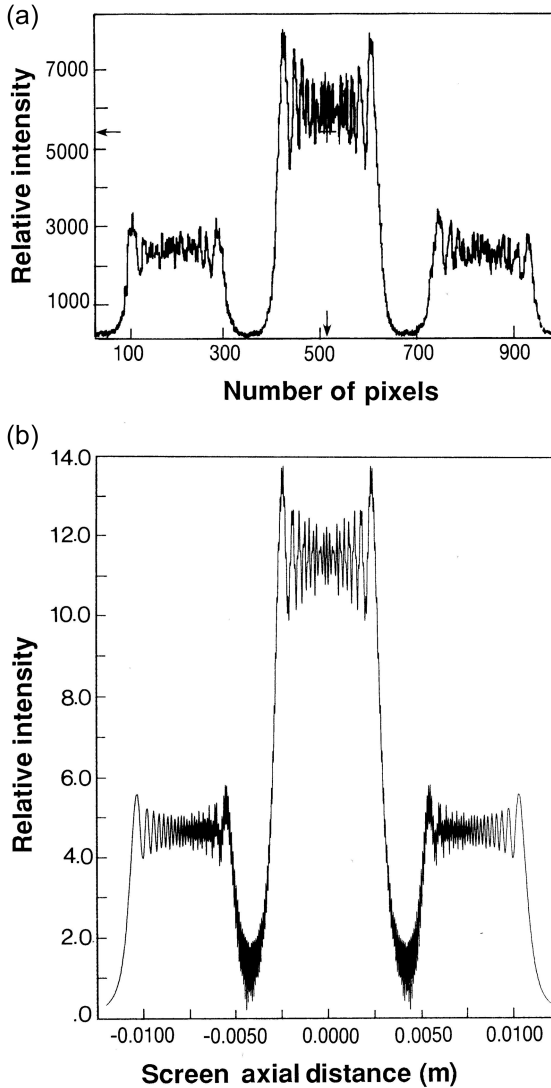 (a)
Relative intensity
7000
5000
3000
1000
100 300 500 700 900
Number of pixels
(b)
Relative intensity
14.0
12.0
10.0
8.0
6.0
4.0
2.0
.0
-0.0100 -0.0050 0.0000 0.0050 0.0100
Screen axial distance (m)